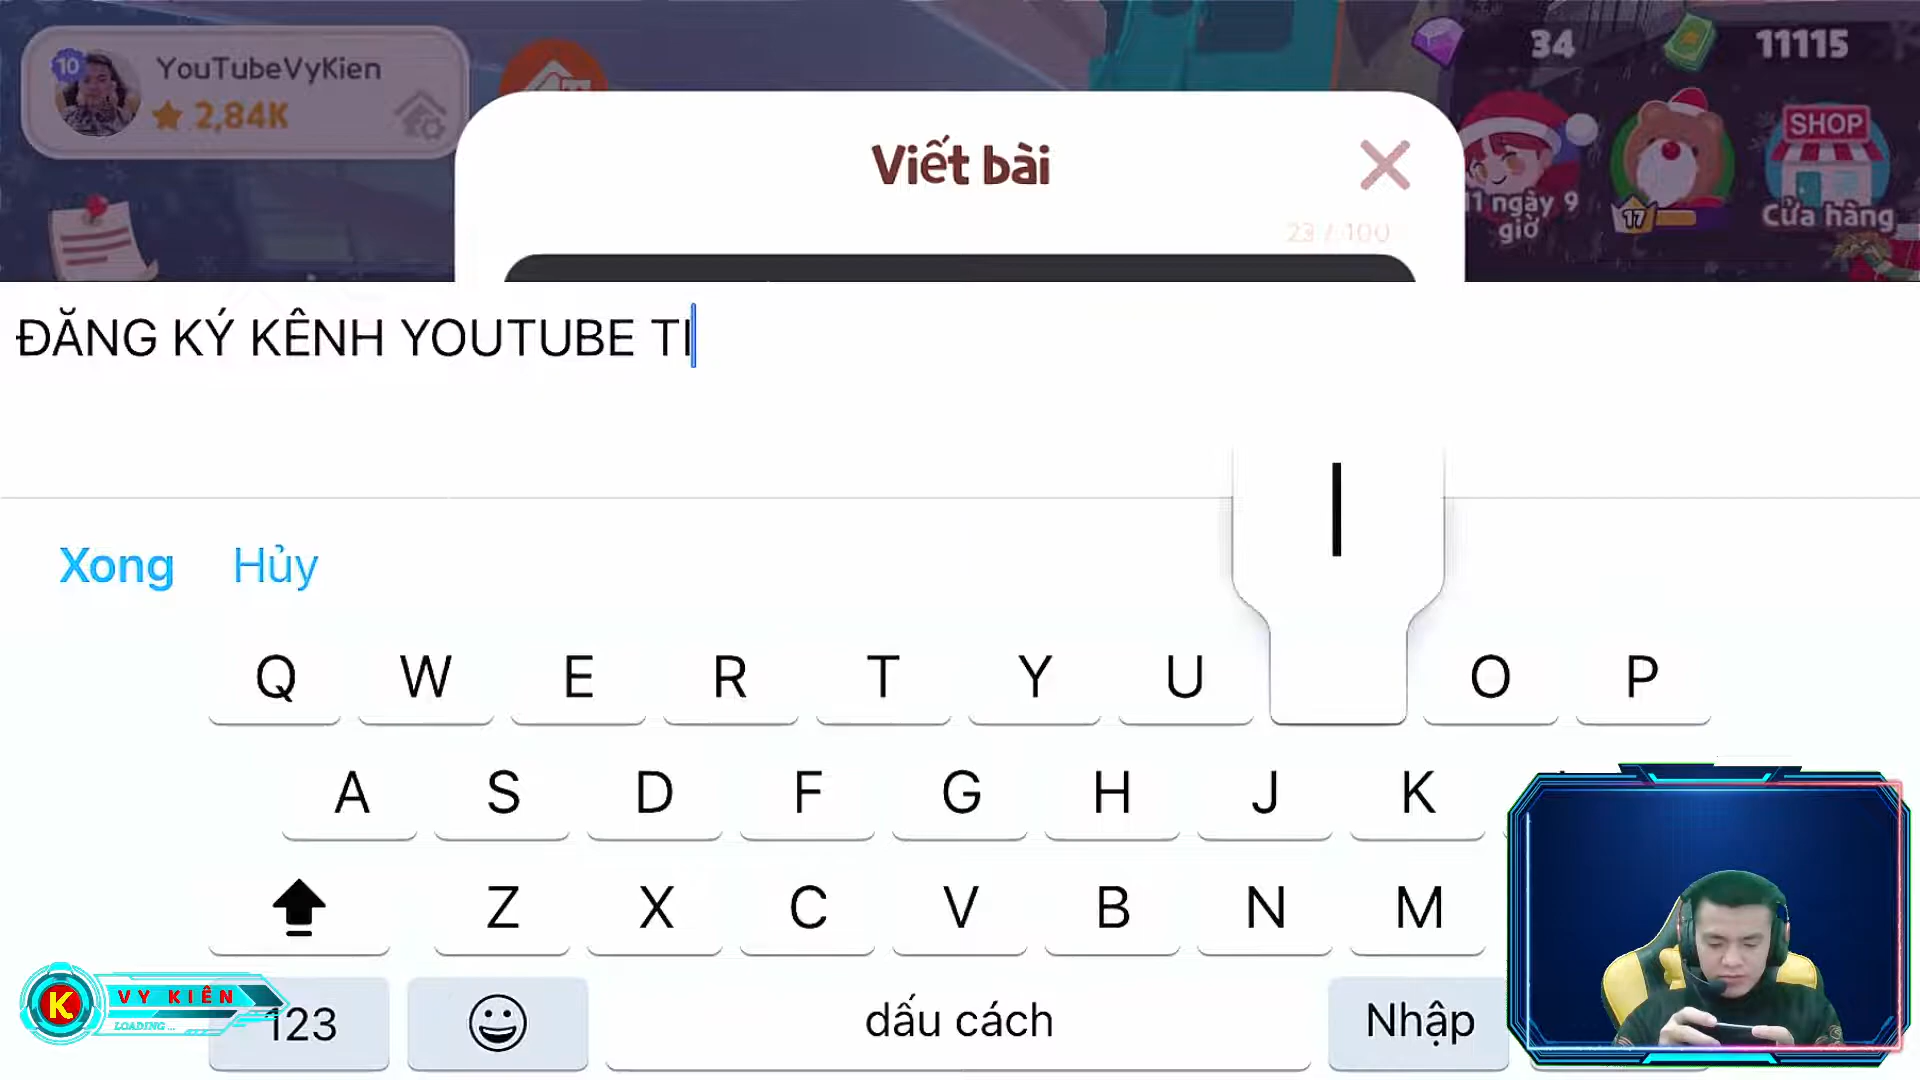 10
YouTubeVyKien
2,84K
34
11115
Viết bài
23 / 100
11 ngày 9
giờ
17
SHOP
Cửa hàng
ĐĂNG KÝ KÊNH YOUTUBE TI
I
Xong Hủy
Q W E R T Y U O P
A S D F G H J K
Z X C V B N M
123 dấu cách Nhập
K VY KIÊN
LOADING...